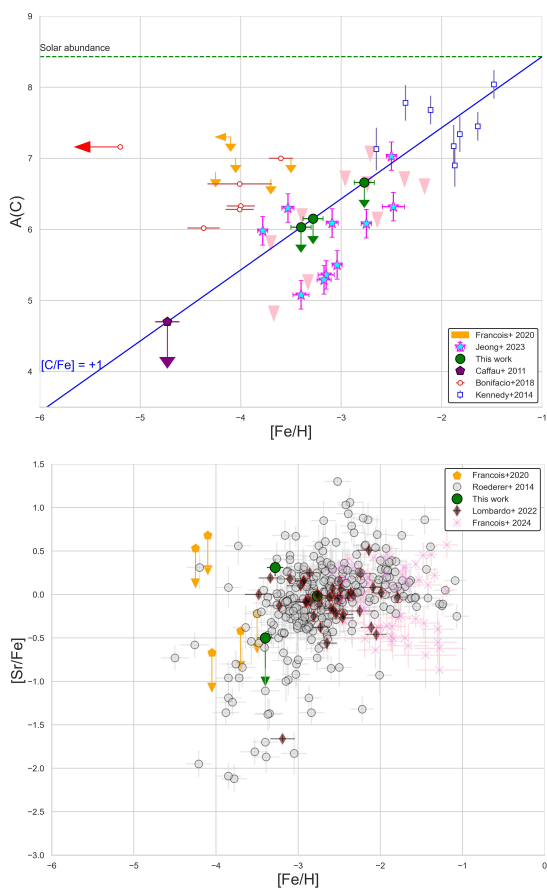 9
8
7
6
5
4
A(C)
Solar abundance
[C/Fe] = +1
Francois+ 2020
Jeong+ 2023
This work
Caffau+ 2011
Bonifacio+2018
Kennedy+2014
−6 −5 −4 −3 −2 −1
[Fe/H]
1.5
1.0
0.5
0.0
−0.5
−1.0
−1.5
−2.0
−2.5
−3.0
[Sr/Fe]
Francois+2020
Roederer+ 2014
This work
Lombardo+ 2022
Francois+ 2024
−6 −5 −4 −3 −2 −1 0
[Fe/H]